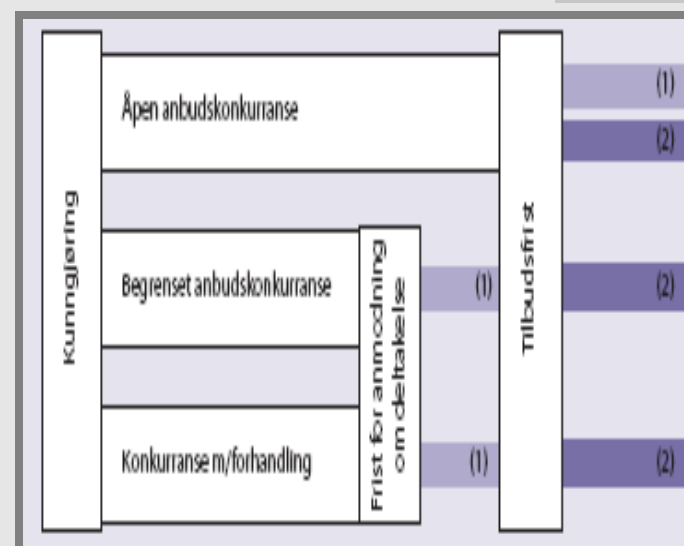 Kunngjøring
Åpen anbudskonkurranse
(1)
(2)
Begrenset anbudskonkurranse
Frist for anmodning
om deltakelse
(1)
Tilbudsfrist
(2)
Konkurranse m/forhandling
(1)
(2)